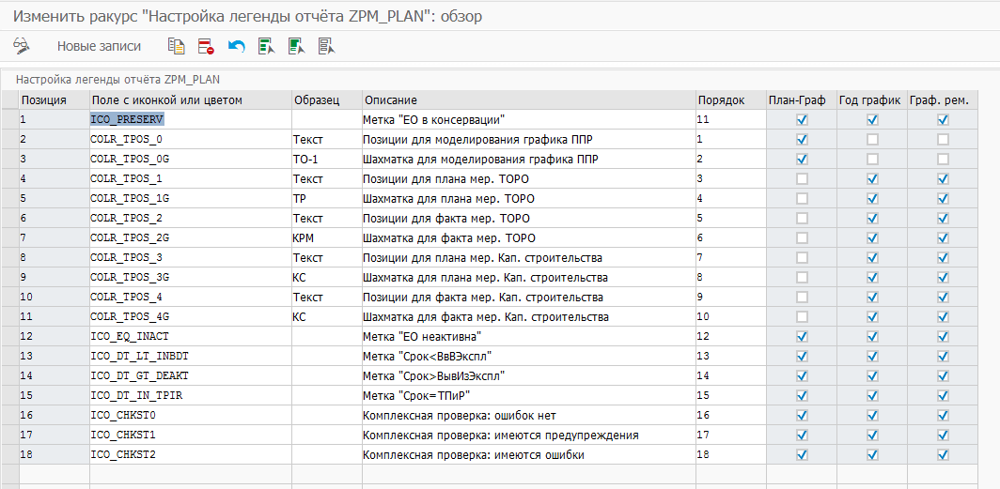 Изменить ракурс "Настройка легенды отчёта ZPM_PLAN": обзор
Новые записи
Настройка легенды отчёта ZPM_PLAN
Позиция Поле с иконкой или цветом Образец Описание Порядок План-Граф Год график Граф. рем.
1 ICO_PRESERV Метка "ЕО в консервации" 11
2 COLR_TPOS_0 Текст Позиции для моделирования графика ППР 1
3 COLR_TPOS_0G ТО-1 Шахматка для моделирования графика ППР 2
4 COLR_TPOS_1 Текст Позиции для плана мер. ТОРО 3
5 COLR_TPOS_1G ТР Шахматка для плана мер. ТОРО 4
6 COLR_TPOS_2 Текст Позиции для факта мер. ТОРО 5
7 COLR_TPOS_2G КРМ Шахматка для факта мер. ТОРО 6
8 COLR_TPOS_3 Текст Позиции для плана мер. Кап. строительства 7
9 COLR_TPOS_3G КС Шахматка для плана мер. Кап. строительства 8
10 COLR_TPOS_4 Текст Позиции для факта мер. Кап. строительства 9
11 COLR_TPOS_4G КС Шахматка для факта мер. Кап. строительства 10
12 ICO_EQ_INACT Метка "ЕО неактивна" 12
13 ICO_DT_LT_INBDT Метка "Срок<ВвВЭкспл" 13
14 ICO_DT_GT_DEAKT Метка "Срок>ВывИзЭкспл" 14
15 ICO_DT_IN_TPIR Метка "Срок=ТПиР" 15
16 ICO_CHKST0 Комплексная проверка: ошибок нет 16
17 ICO_CHKST1 Комплексная проверка: имеются предупреждения 17
18 ICO_CHKST2 Комплексная проверка: имеются ошибки 18